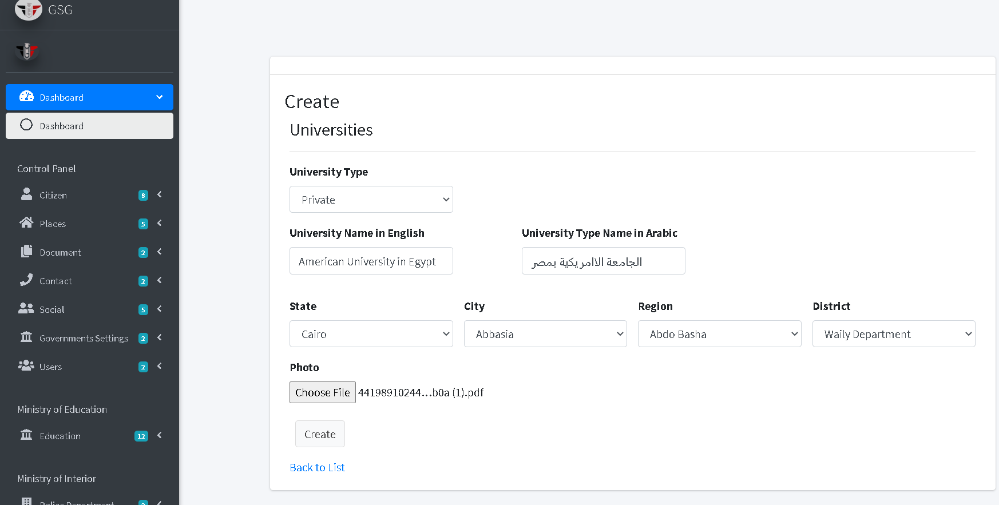 GSG
Dashboard
Dashboard
Control Panel
Citizen 8
Places 5
Document 2
Contact 2
Social 5
Governments Settings 2
Users 2
Ministry of Education
Education 12
Ministry of Interior
Police Department 2
Create
Universities
University Type
Private
University Name in English University Type Name in Arabic
American University in Egypt الجامعة الاامريكية بمصر
State City Region District
Cairo Abbasia Abdo Basha Waily Department
Photo
Choose File 44198910244...b0a (1).pdf
Create
Back to List